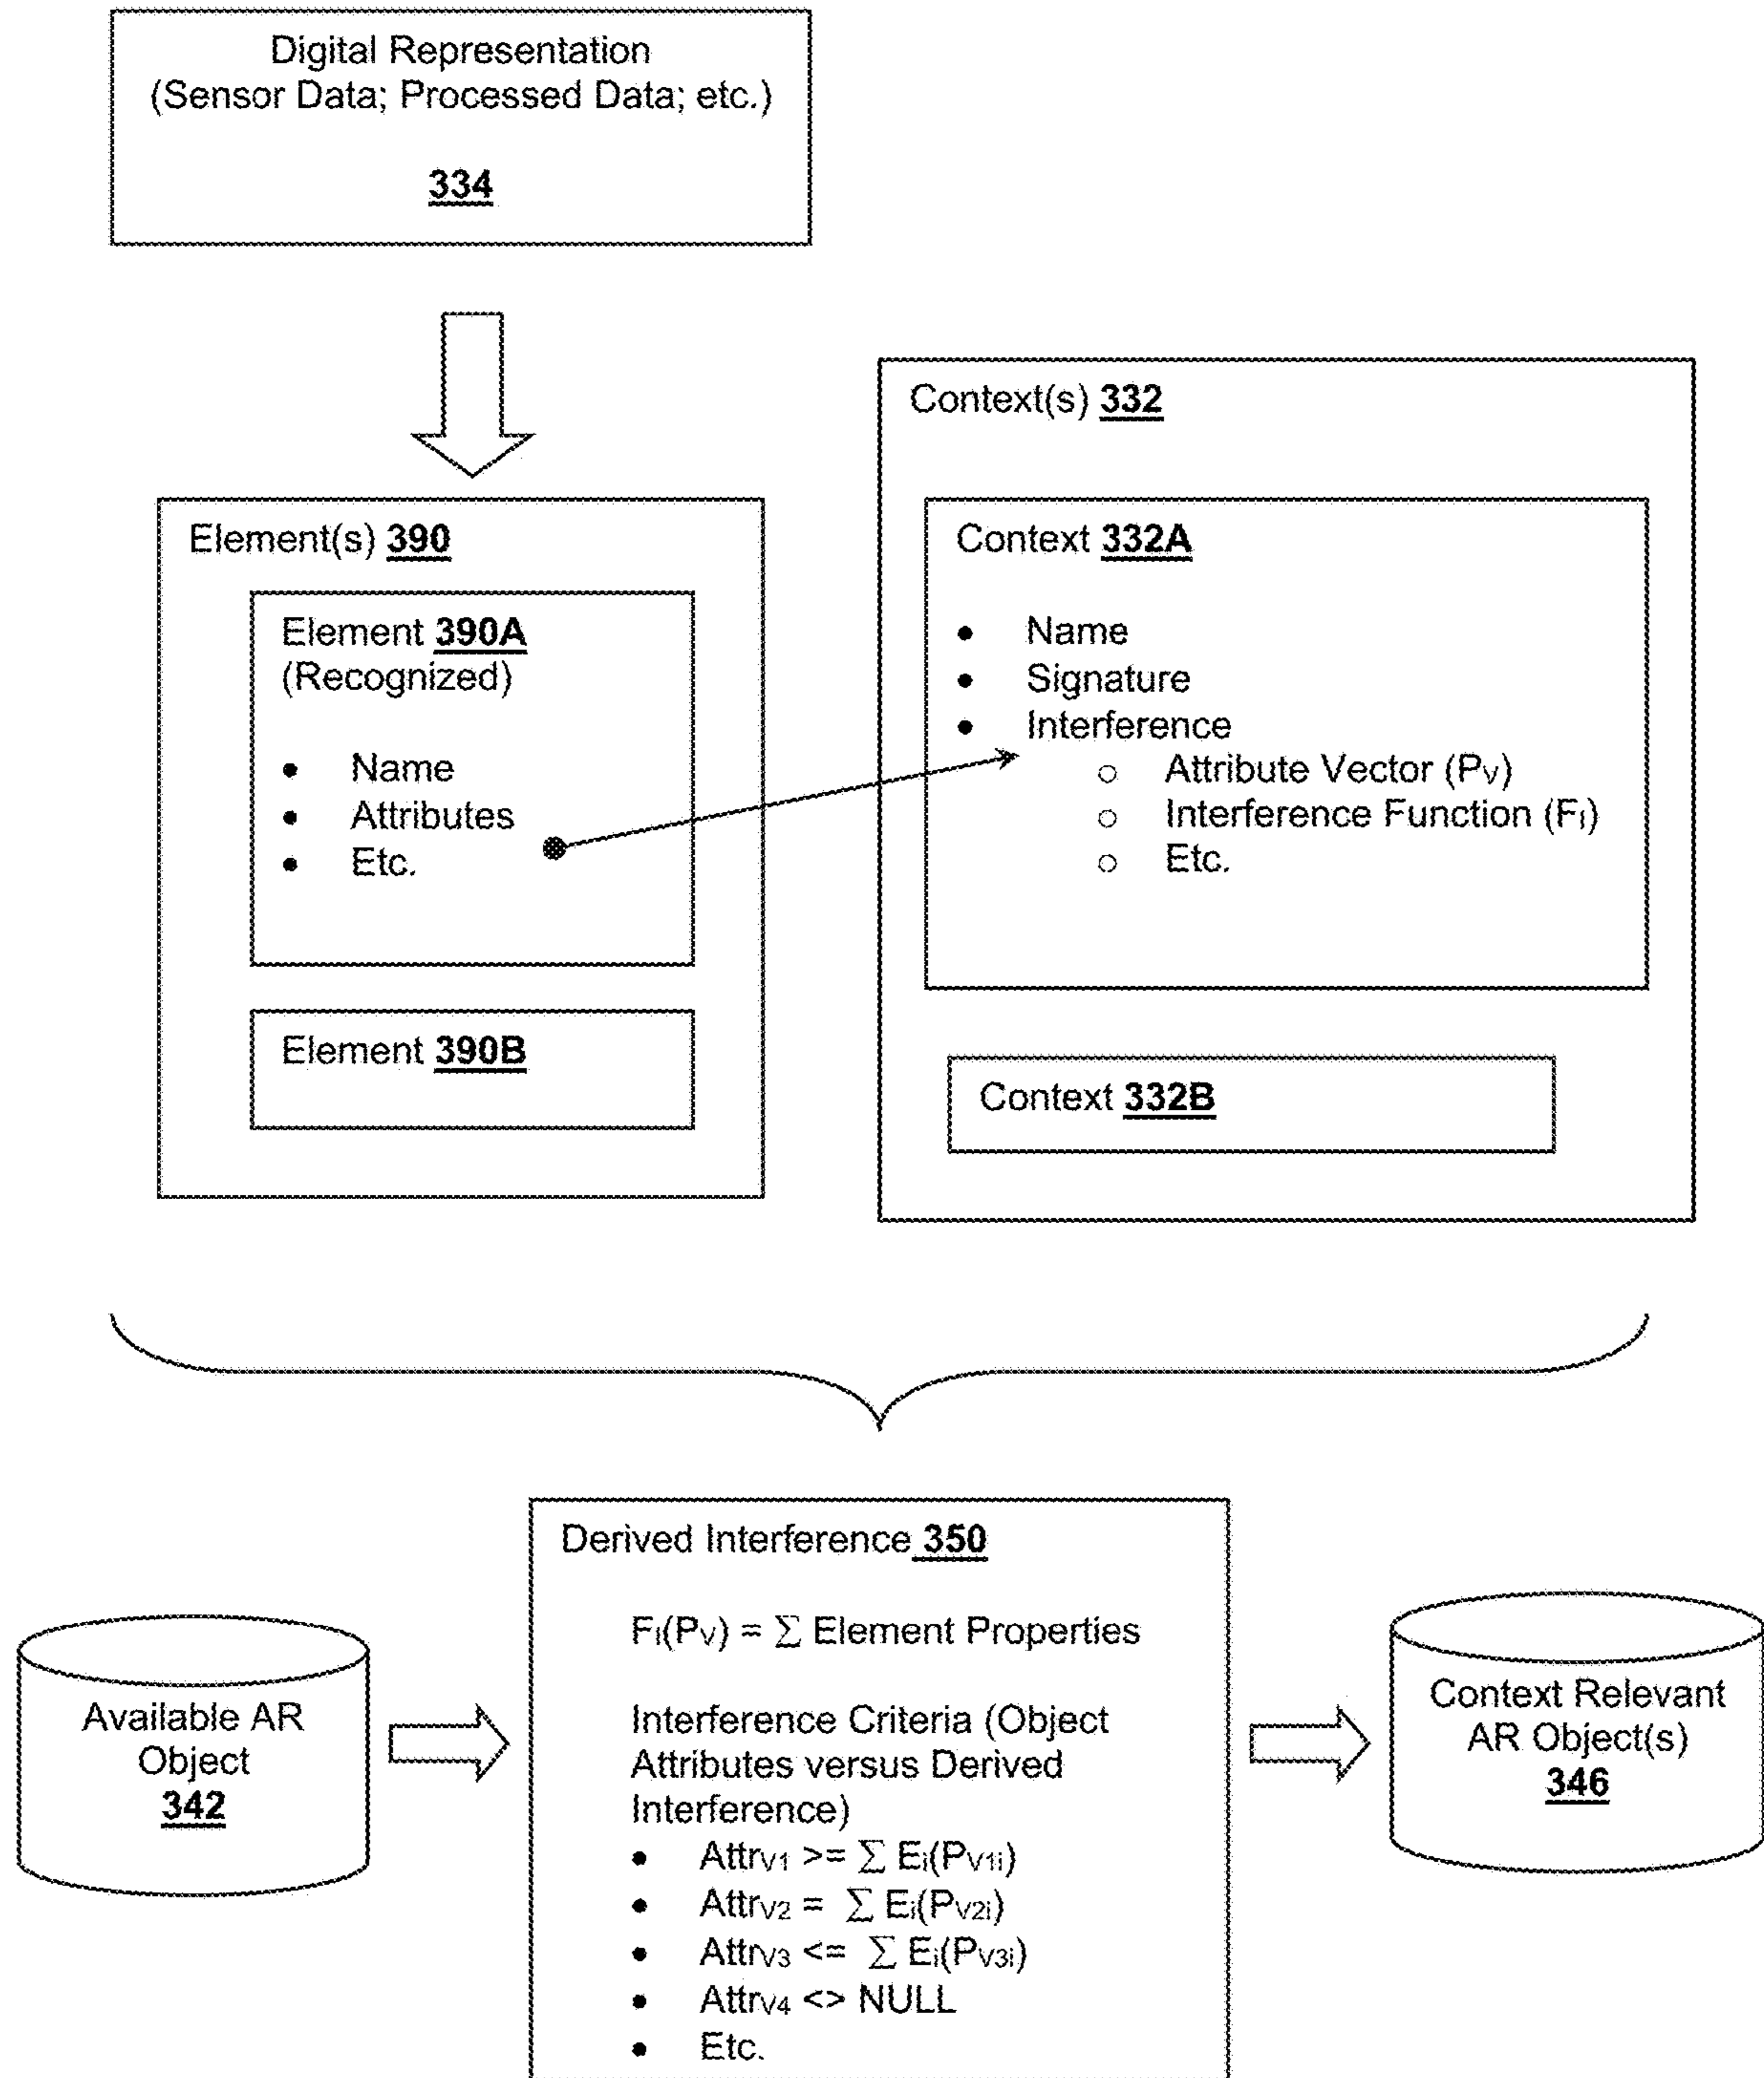 Digital Representation
(Sensor Data; Processed Data; etc.)
334
Element(s) 390
Element 390A
(Recognized)
• Name
• Attributes
• Etc.
Element 390B
Context(s) 332
Context 332A
• Name
• Signature
• Interference
○ Attribute Vector (PV)
○ Interference Function (FI)
○ Etc.
Context 332B
Available AR
Object
342
Derived Interference 350
FI(PV) = ∑ Element Properties
Interference Criteria (Object
Attributes versus Derived
Interference)
• AttrV1 >= ∑ Ei(PV1i)
• AttrV2 = ∑ Ei(PV2i)
• AttrV3 <= ∑ Ei(PV3i)
• AttrV4 <> NULL
• Etc.
Context Relevant
AR Object(s)
346